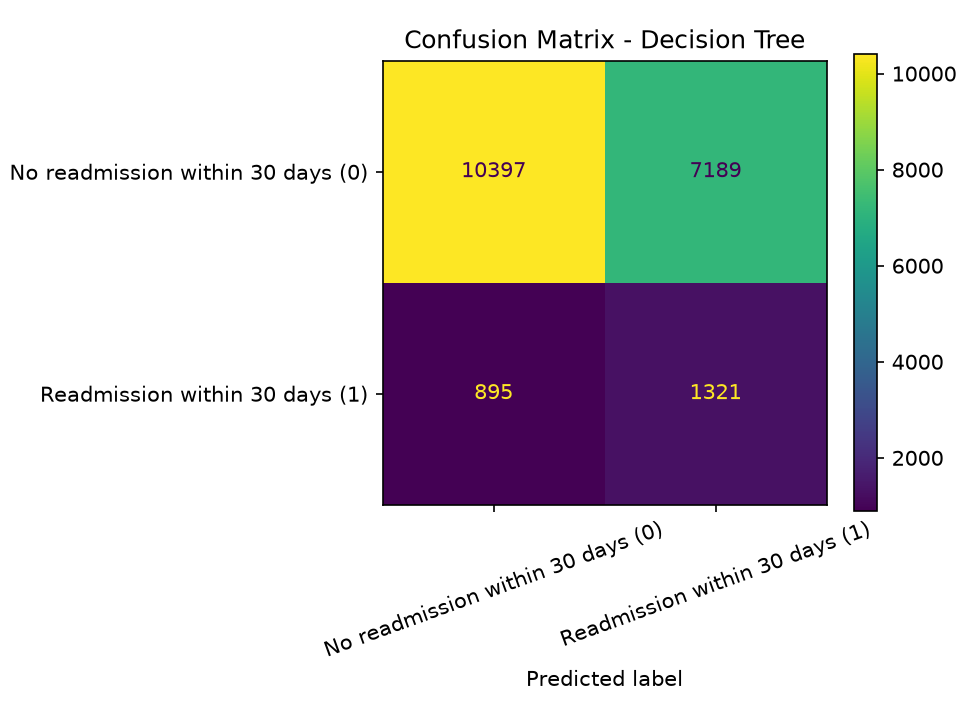 Confusion Matrix - Decision Tree
No readmission within 30 days (0)
10397
7189
Readmission within 30 days (1)
895
1321
No readmission within 30 days (0)
Readmission within 30 days (1)
Predicted label
10000
8000
6000
4000
2000